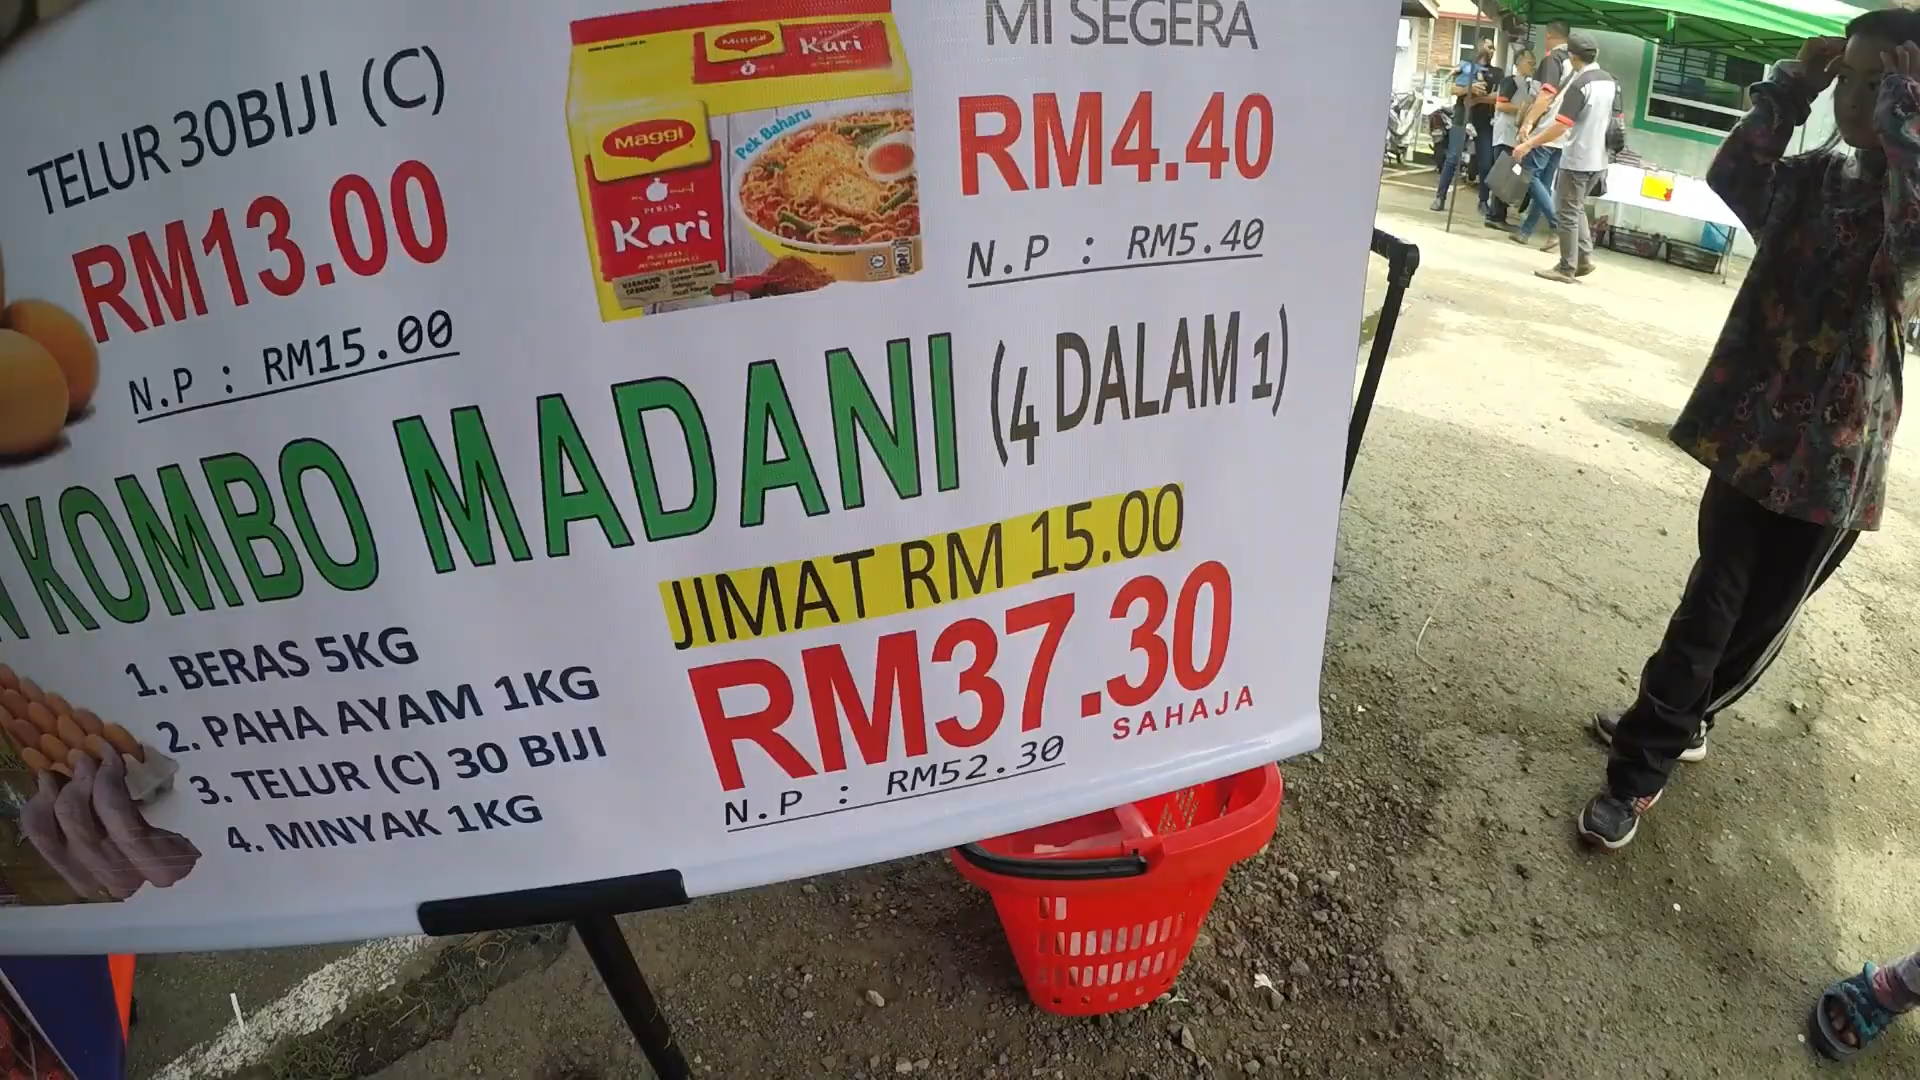 TELUR 30BIJI (C)
RM13.00
N.P : RM15.00
Maggi
Kari
Maggi
Pek Baharu
PERISA
Kari
MI SEGERA
RM4.40
N.P : RM5.40
KOMBO MADANI (4 DALAM 1)
1. BERAS 5KG
2. PAHA AYAM 1KG
3. TELUR (C) 30 BIJI
4. MINYAK 1KG
JIMAT RM 15.00
RM37.30
SAHAJA
N.P : RM52.30